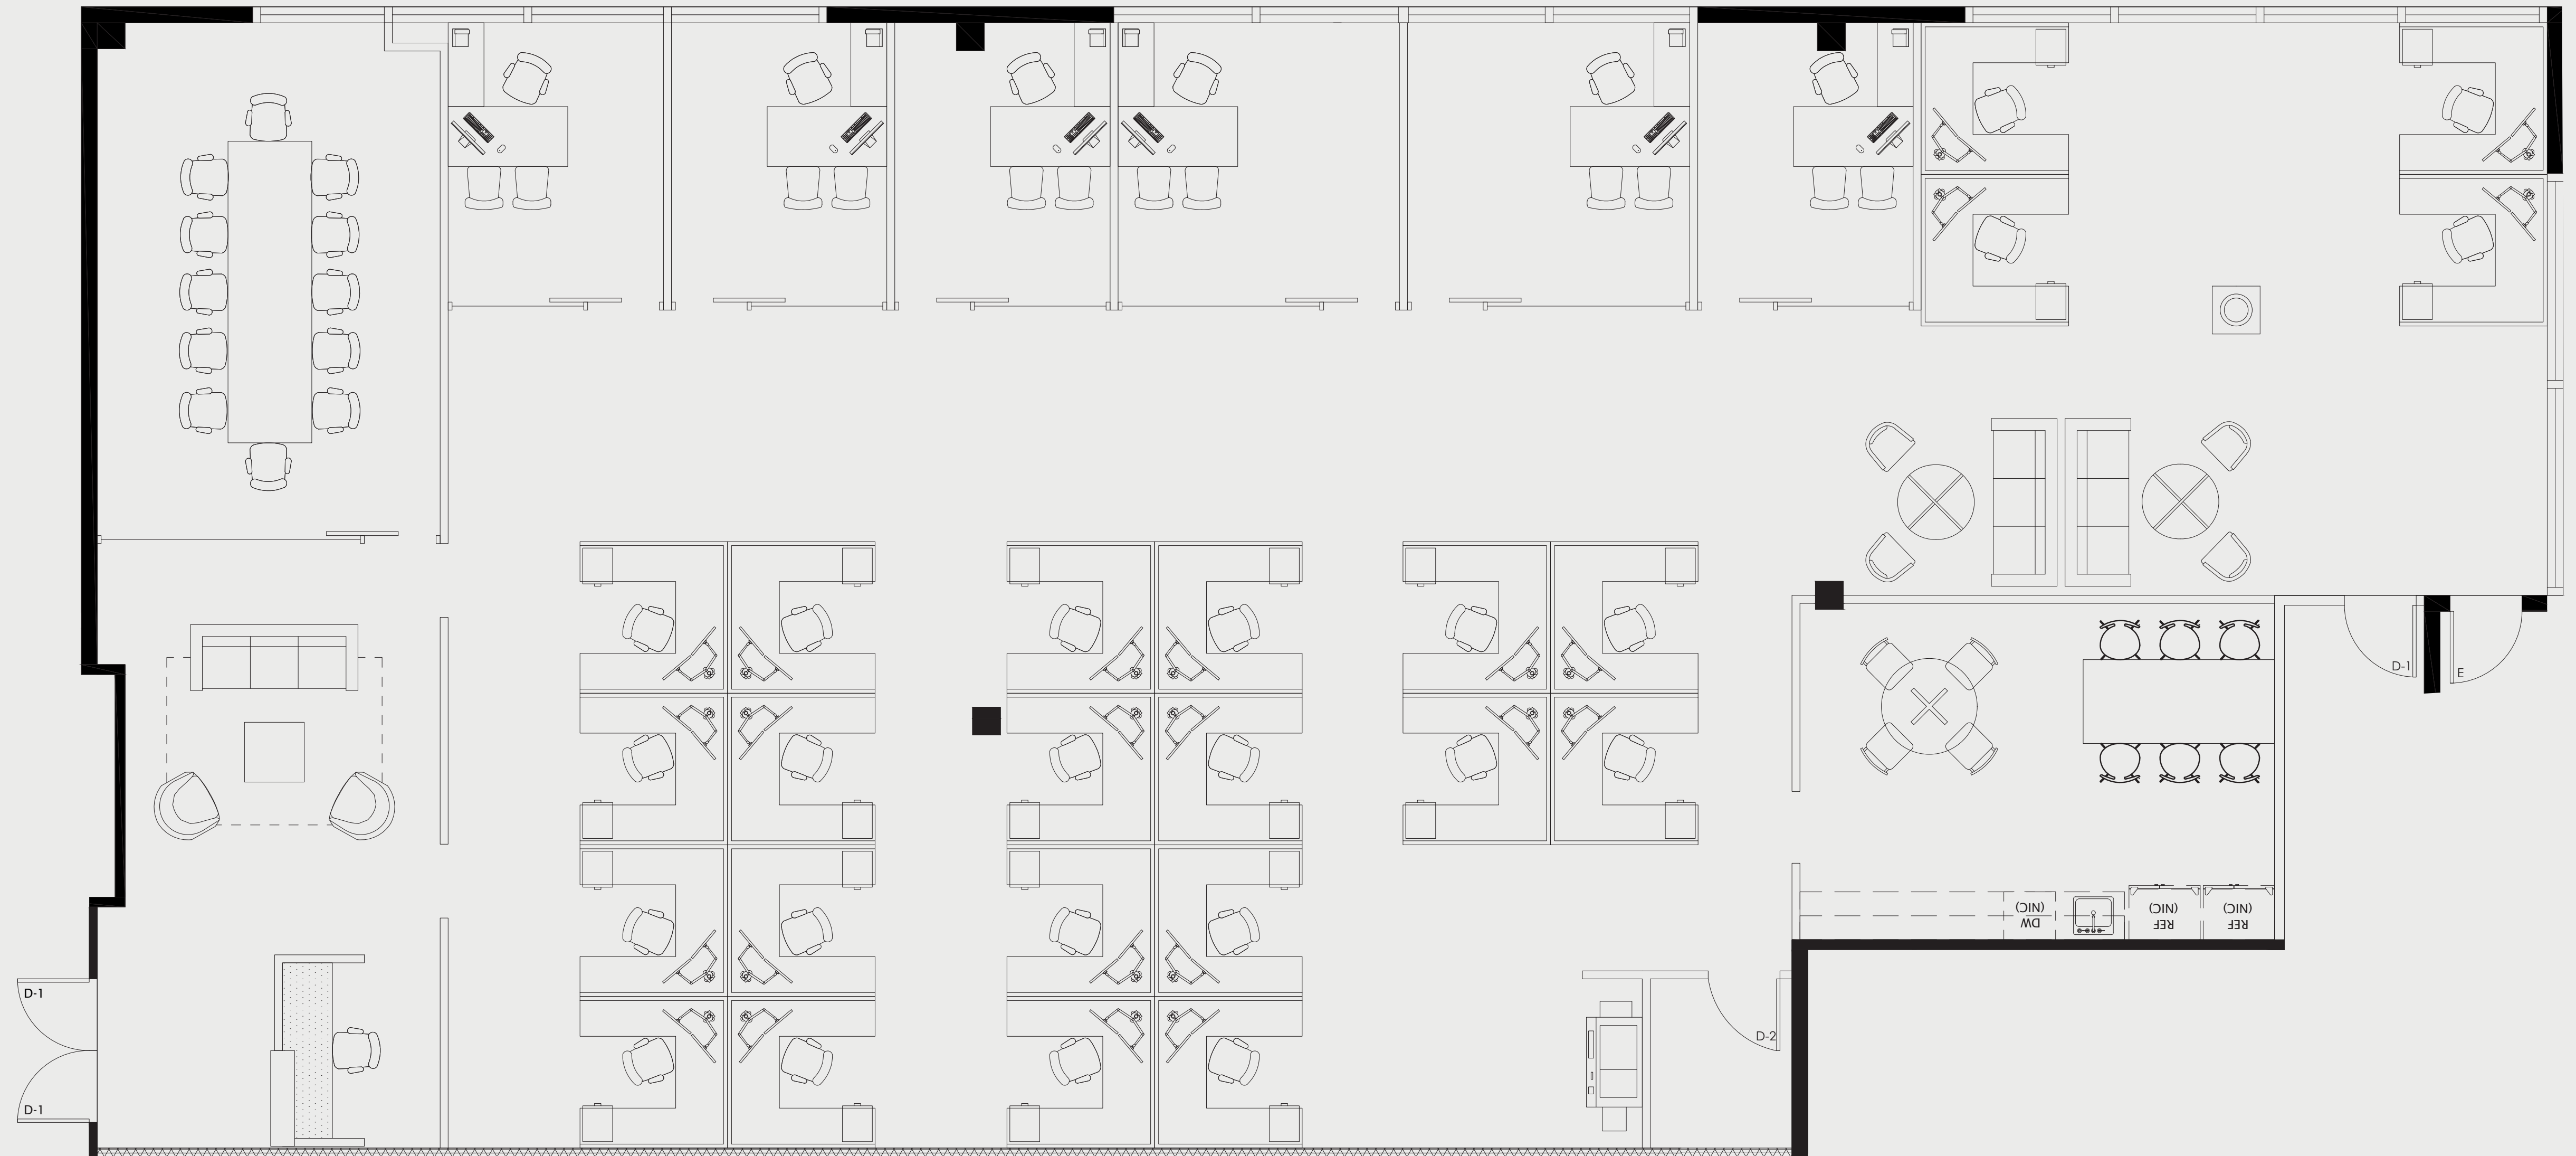 D-1
E
DW
(NIC)
REF
(NIC)
REF
(NIC)
D-1
D-2
D-1